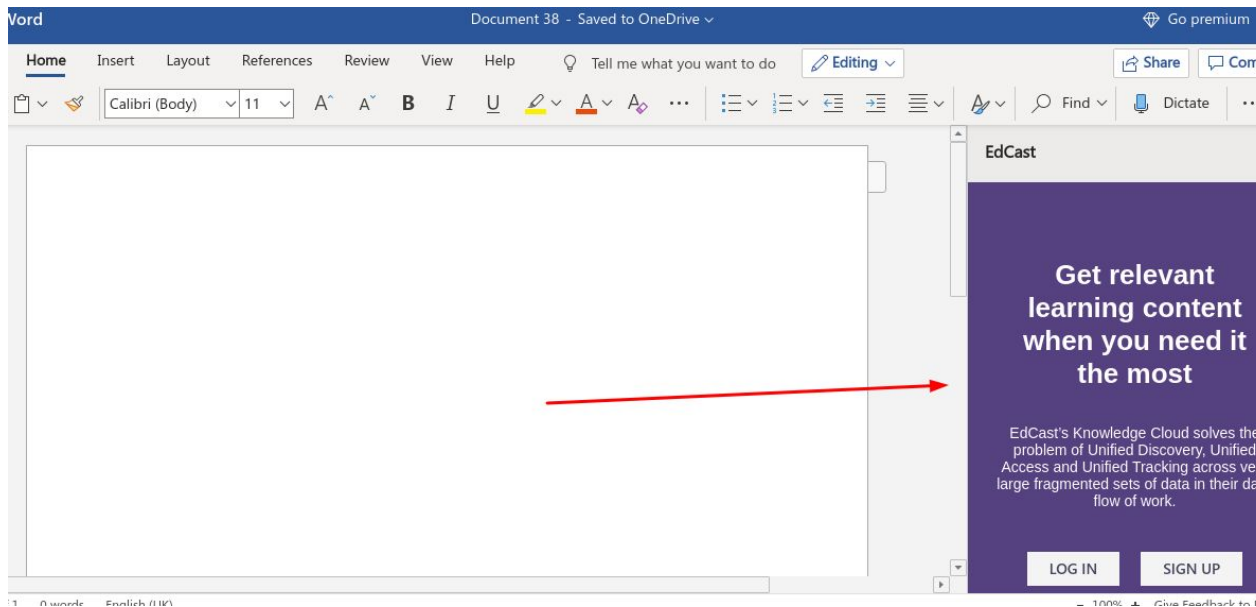 Word Document 38 - Saved to OneDrive Go premium
Home Insert Layout References Review View Help Tell me what you want to do Editing Share Com
Calibri (Body) 11 A A B I U A A ... Find Dictate
EdCast
Get relevant
learning content
when you need it
the most
EdCast's Knowledge Cloud solves the
problem of Unified Discovery, Unified
Access and Unified Tracking across ve
large fragmented sets of data in their da
flow of work.
LOG IN SIGN UP
1 0 words English (UK) - 100% + Give Feedback to